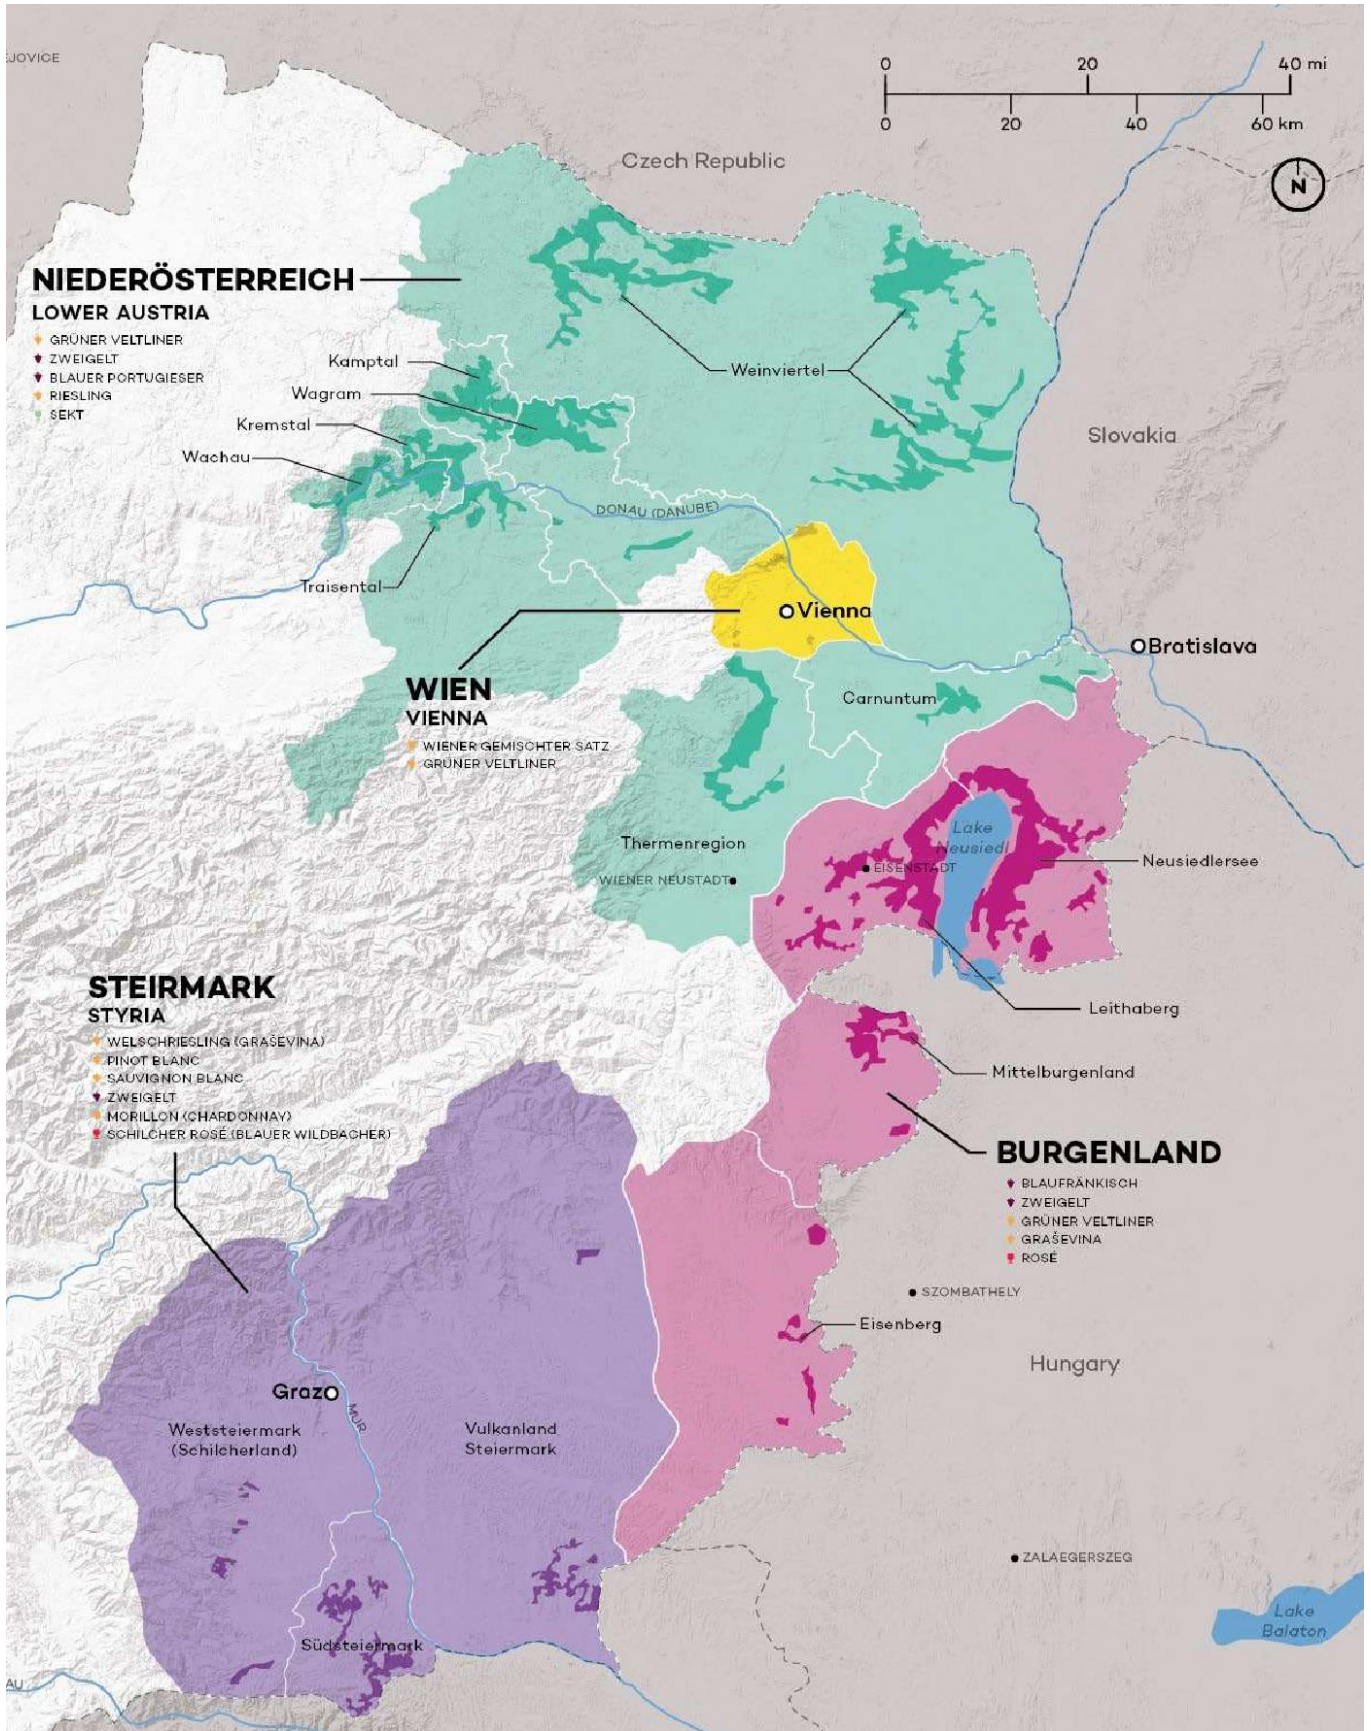 EJOVICE
0 20 40 mi
0 20 40 60 km
Czech Republic
N
NIEDERÖSTERREICH
LOWER AUSTRIA
GRÜNER VELTLINER
ZWEIGELT
BLAUER PORTUGIESER
RIESLING
SEKT
Kamptal
Wagram
Kremstal
Wachau
Weinviertel
Slovakia
DONAU (DANUBE)
Traisental
Vienna
Bratislava
WIEN
VIENNA
WIENER GEMISCHTER SATZ
GRÜNER VELTLINER
Carnuntum
Thermenregion
WIENER NEUSTADT
Lake
Neusiedl
EISENSTADT
Neusiedlersee
Leithaberg
STEIRMARK
STYRIA
WELSCHRIESLING (GRAŠEVINA)
PINOT BLANC
SAUVIGNON BLANC
ZWEIGELT
MORILLON (CHARDONNAY)
SCHILCHER ROSÉ (BLAUER WILDBACHER)
Mittelburgenland
BURGENLAND
BLAUFRÄNKISCH
ZWEIGELT
GRÜNER VELTLINER
GRAŠEVINA
ROSÉ
SZOMBATHELY
Eisenberg
Hungary
Graz
MUR
Weststeiermark
(Schilcherland)
Vulkanland
Steiermark
ZALAEGERSZEG
Südsteiermark
Lake
Balaton
AU